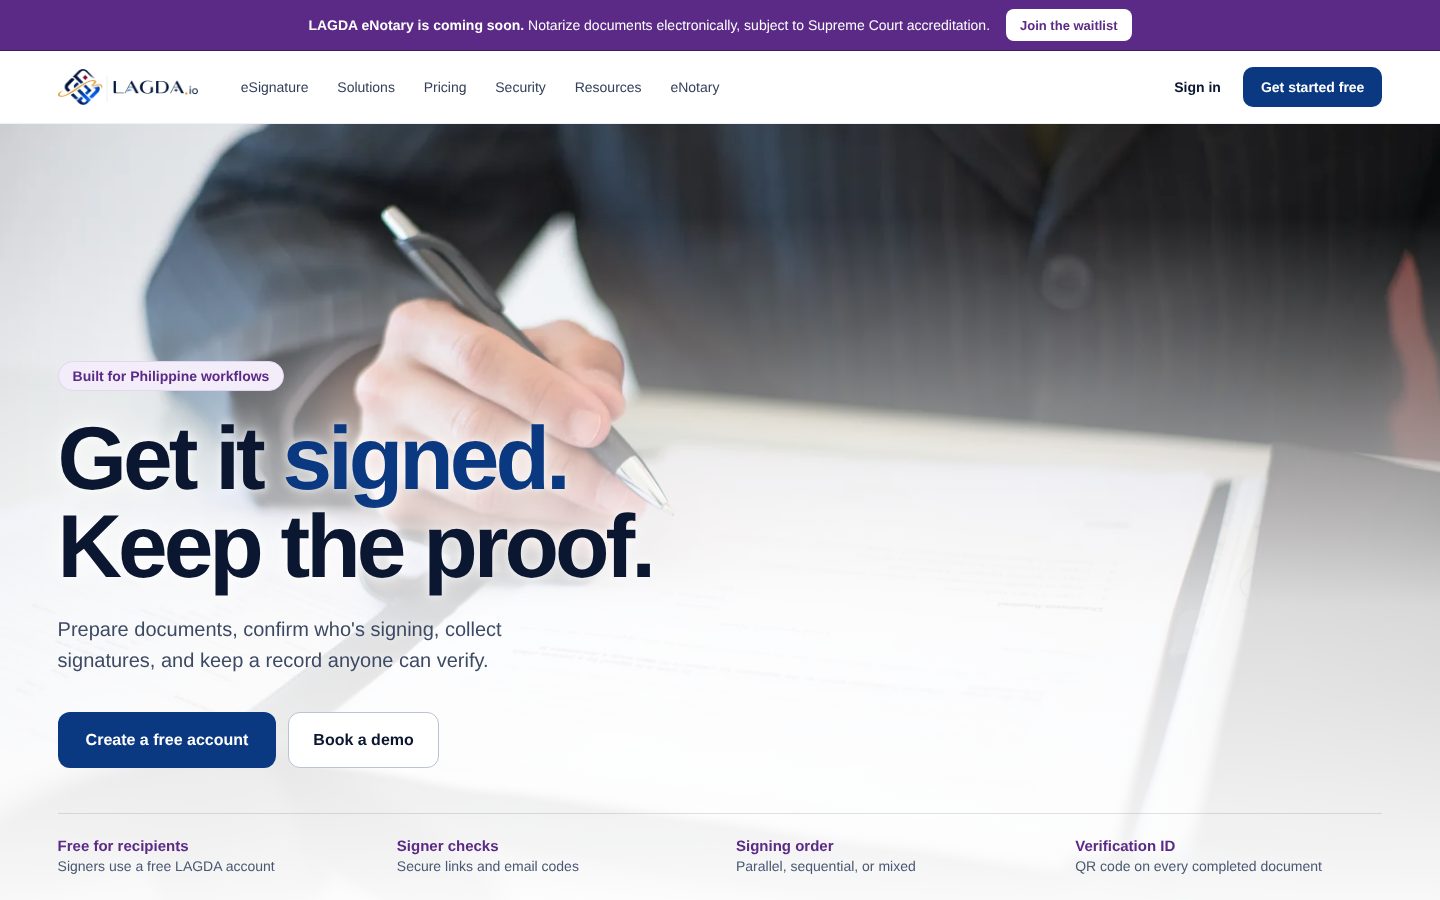 LAGDA eNotary is coming soon. Notarize documents electronically, subject to Supreme Court accreditation.
Join the waitlist
LAGDA.io
eSignature
Solutions
Pricing
Security
Resources
eNotary
Sign in
Get started free
Built for Philippine workflows
Get it signed.
Keep the proof.
Prepare documents, confirm who's signing, collect
signatures, and keep a record anyone can verify.
Create a free account
Book a demo
Free for recipients
Signers use a free LAGDA account
Signer checks
Secure links and email codes
Signing order
Parallel, sequential, or mixed
Verification ID
QR code on every completed document